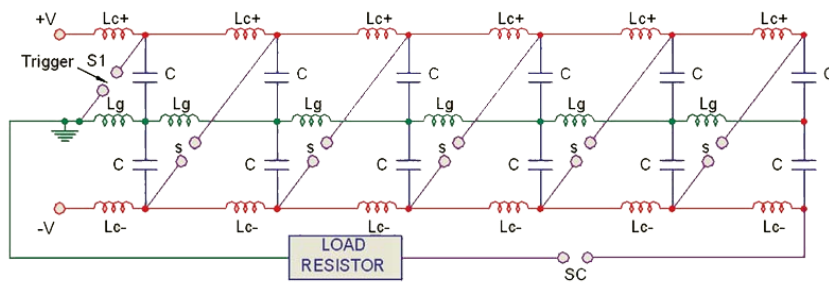 +V Lc+ Lc+ Lc+ Lc+ Lc+ Lc+
Trigger S1 C C C C C C
Lg Lg Lg Lg Lg Lg
C s C s C s C s C s C
-V Lc- Lc- Lc- Lc- Lc- Lc-
LOAD
RESISTOR
SC